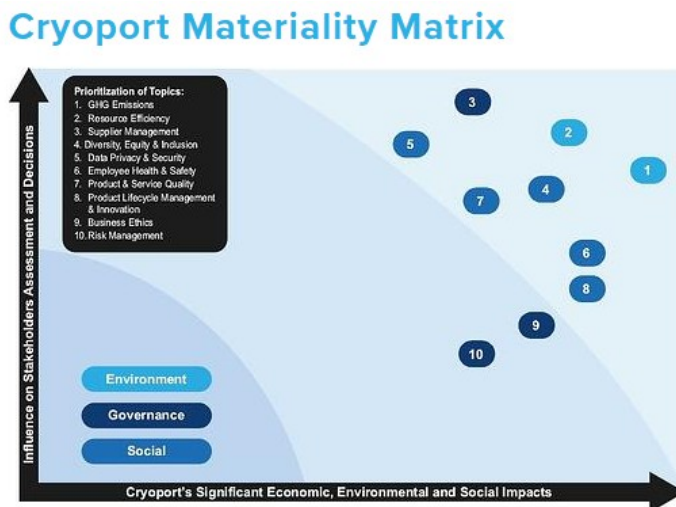 Cryoport Materiality Matrix
Prioritization of Topics:
1. GHG Emissions
2. Resource Efficiency
3. Supplier Management
4. Diversity, Equite & Inclusion
5. Data Privacy & Security
6. Employee Health & Safety
7. Product & Service Quality
8. Product Lifecycle Management
& Innovation
9. Business Ethics
10. Risk Management
3
2
5
1
4
7
6
8
9
10
Environment
Governance
Social
Influence on Stakeholders Assessment and Decisions
Cryoport's Significant Economic, Environmental and Social Impacts